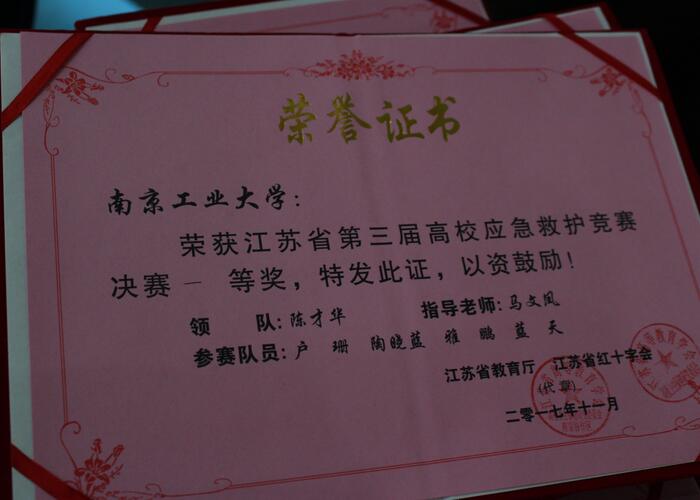 荣誉证书
南京工业大学：
荣获江苏省第三届高校应急救护竞赛
决赛一等奖，特发此证，以资鼓励！
领 队：陈才华 指导老师：马文凤
参赛队员：卢 珊 陶晓蓝 雅 鹏 蓝 天
江苏省教育厅 江苏省红十字会
(代章)
二零一七年十一月